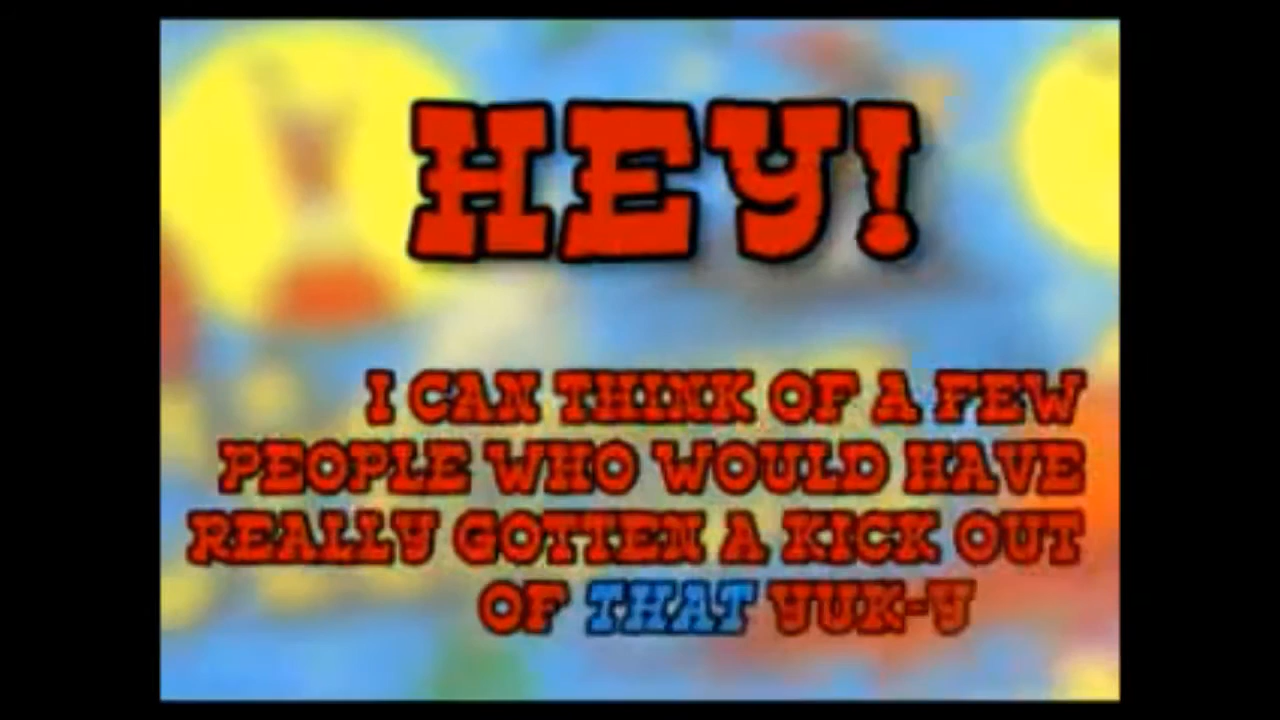 HEY!
I CAN THINK OF A FEW
PEOPLE WHO WOULD HAVE
REALLY GOTTEN A KICK OUT
OF THAT YUK-Y